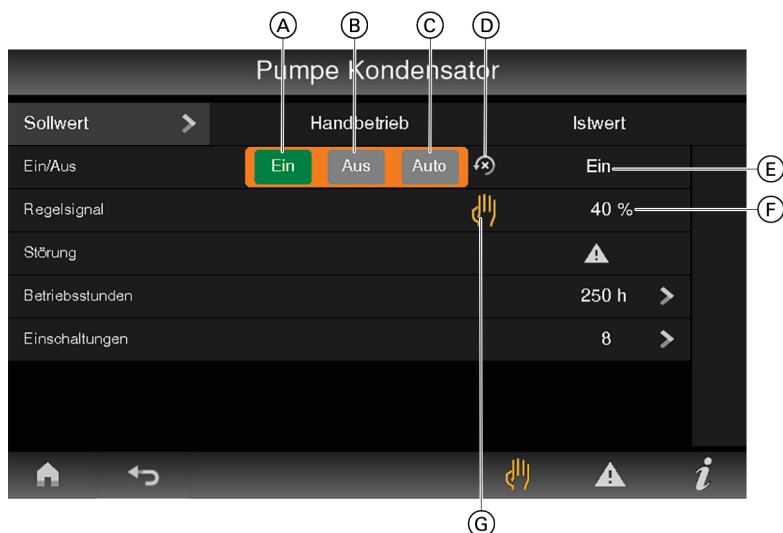 A B C D
Pumpe Kondensator
Sollwert Handbetrieb Istwert
Ein/Aus Ein Aus Auto Ein E
Regelsignal 40 % F
Störung
Betriebsstunden 250 h
Einschaltungen 8
i
G